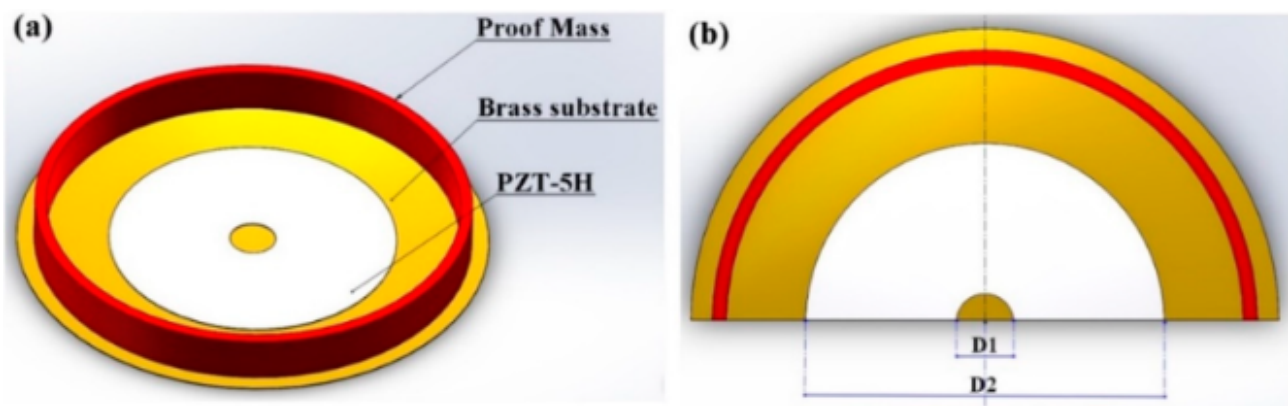 (a)
Proof Mass
Brass substrate
PZT-5H
(b)
D1
D2